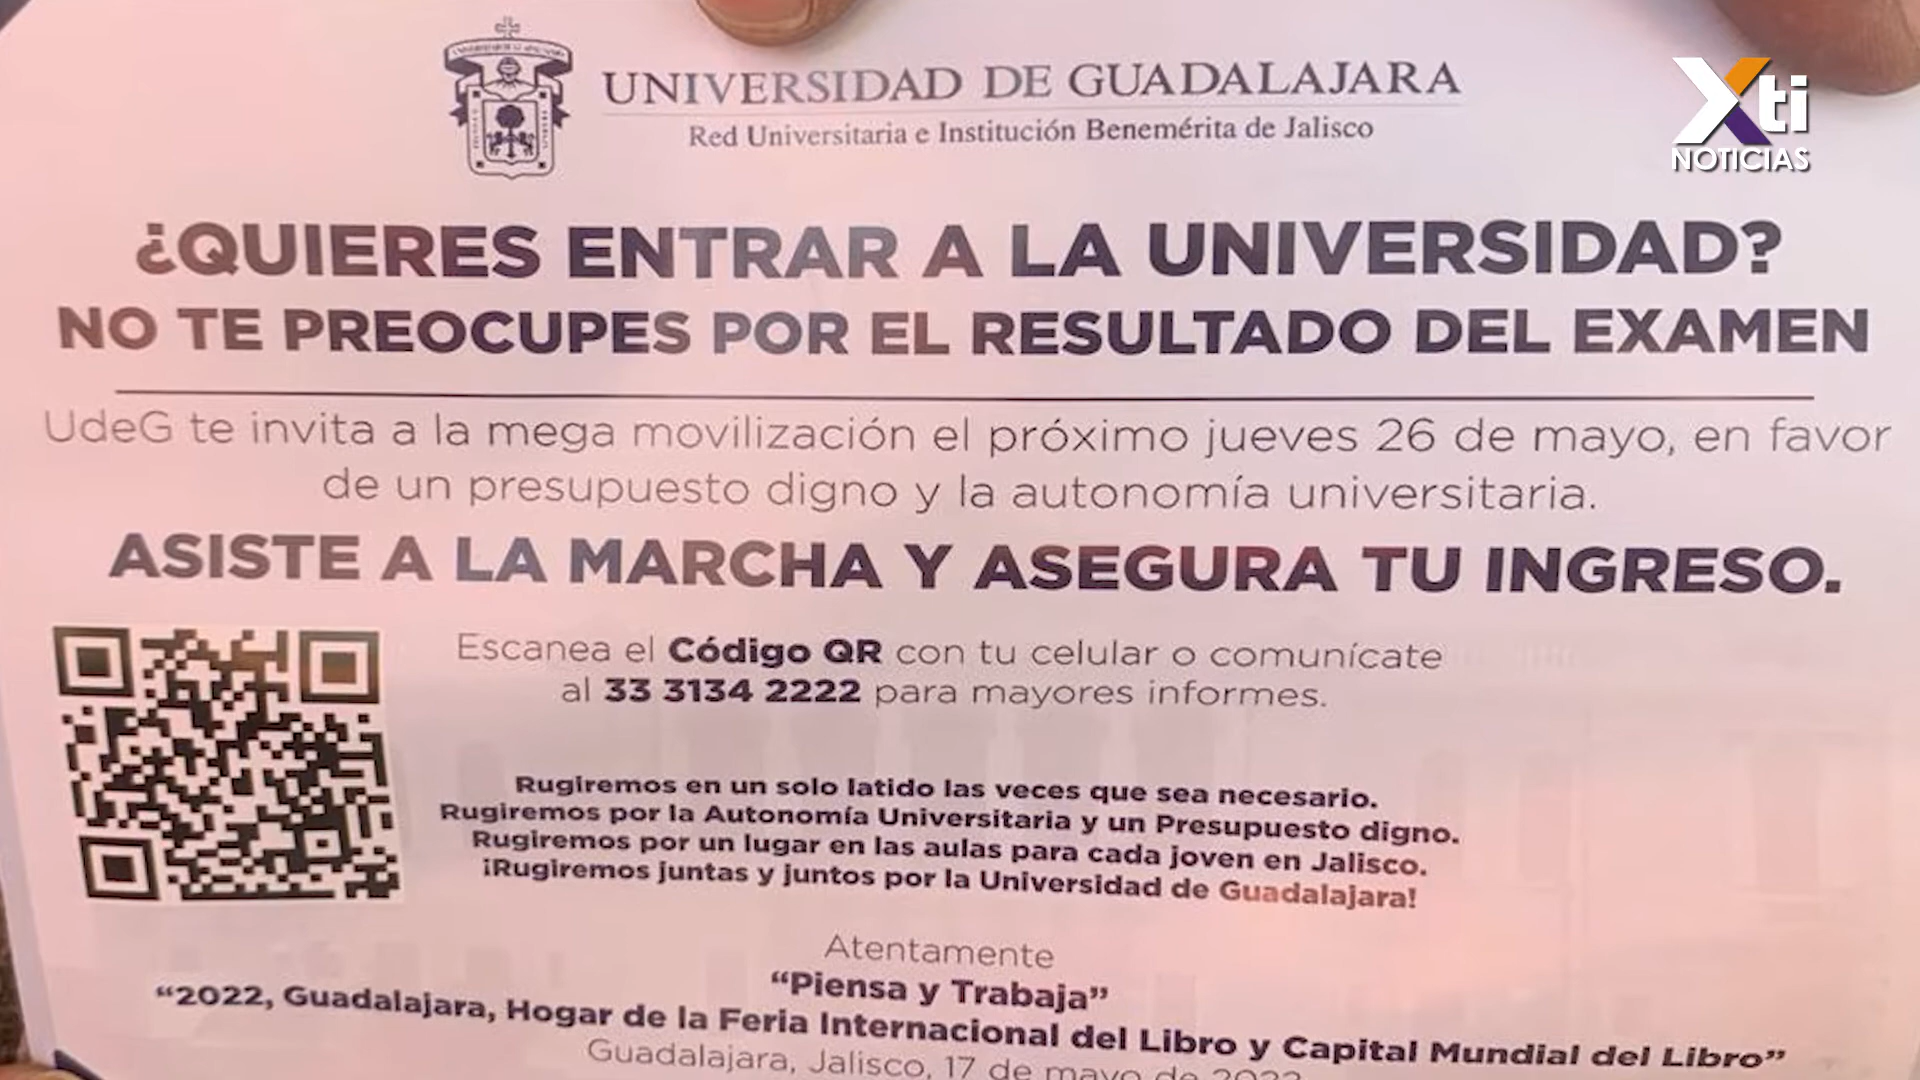 UNIVERSIDAD DE GUADALAJARA
Red Universitaria e Institución Benemérita de Jalisco
Xti
NOTICIAS
¿QUIERES ENTRAR A LA UNIVERSIDAD?
NO TE PREOCUPES POR EL RESULTADO DEL EXAMEN
UdeG te invita a la mega movilización el próximo jueves 26 de mayo, en favor
de un presupuesto digno y la autonomía universitaria.
ASISTE A LA MARCHA Y ASEGURA TU INGRESO.
Escanea el Código QR con tu celular o comunícate
al 33 3134 2222 para mayores informes.
Rugiremos en un solo latido las veces que sea necesario.
Rugiremos por la Autonomía Universitaria y un Presupuesto digno.
Rugiremos por un lugar en las aulas para cada joven en Jalisco.
¡Rugiremos juntas y juntos por la Universidad de Guadalajara!
Atentamente
“Piensa y Trabaja”
“2022, Guadalajara, Hogar de la Feria Internacional del Libro y Capital Mundial del Libro”
Guadalajara, Jalisco, 17 de mayo de 2022